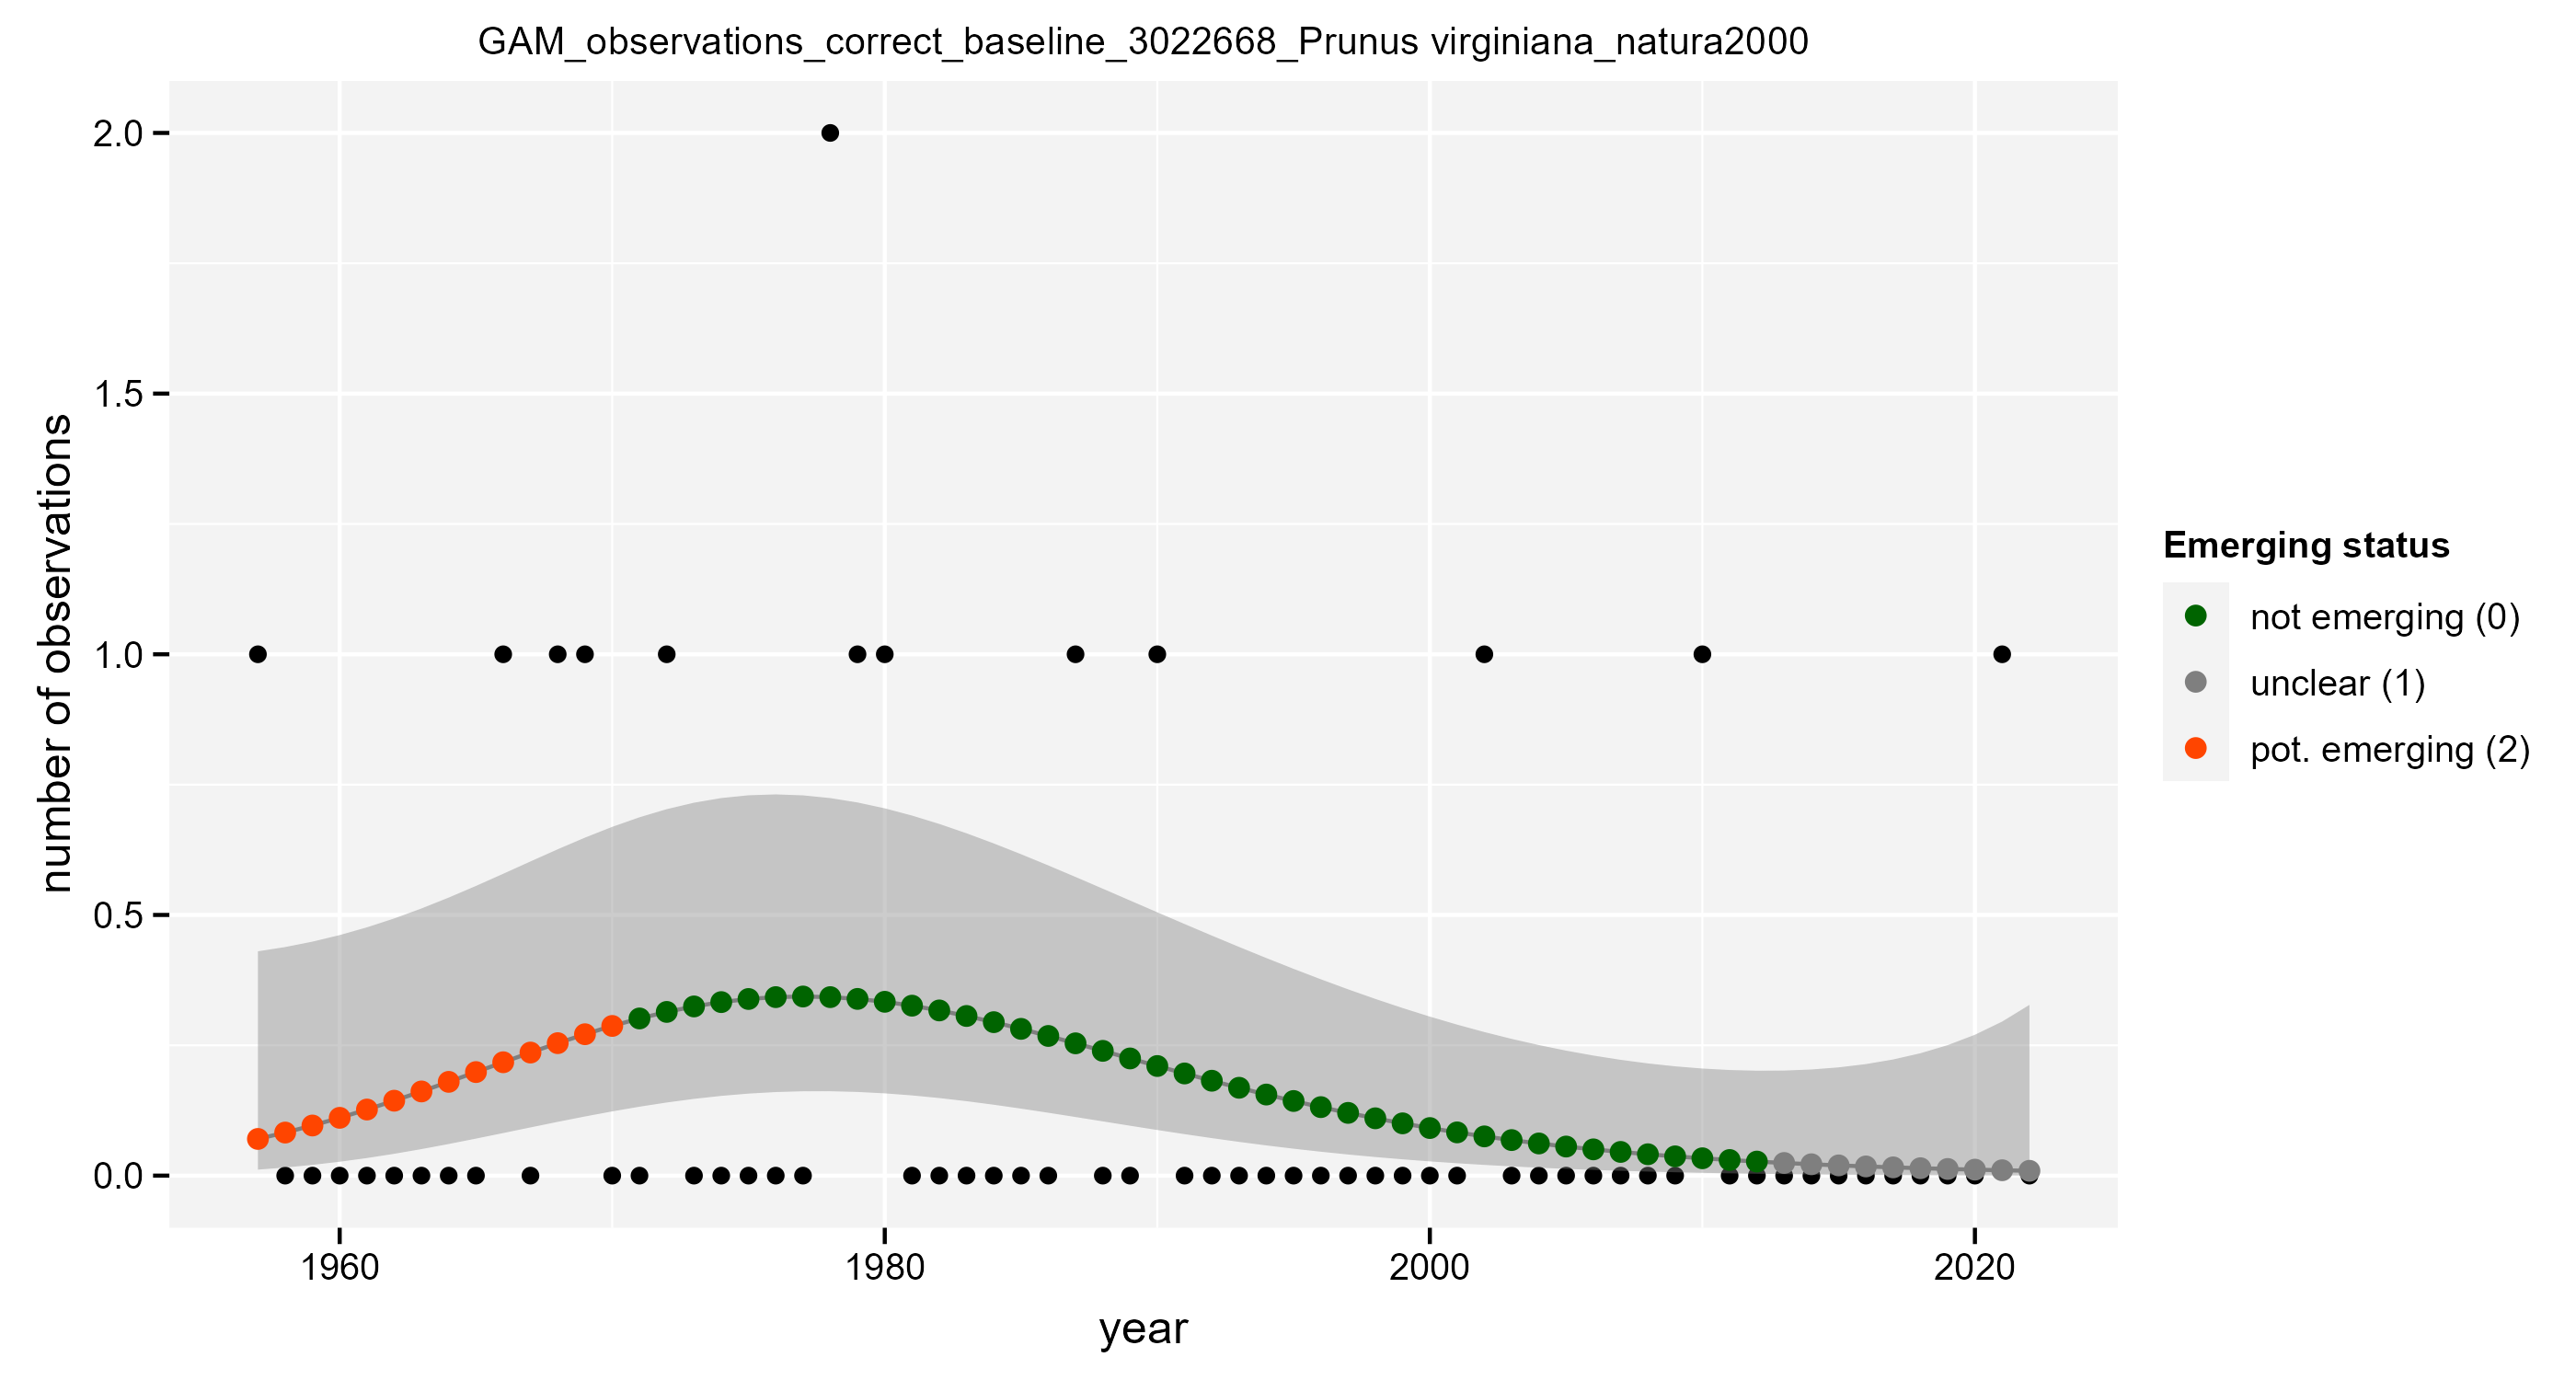 GAM_observations_correct_baseline_3022668_Prunus virginiana_natura2000
number of observations
2.0
1.5
1.0
0.5
0.0
1960
1980
2000
2020
year
Emerging status
not emerging (0)
unclear (1)
pot. emerging (2)